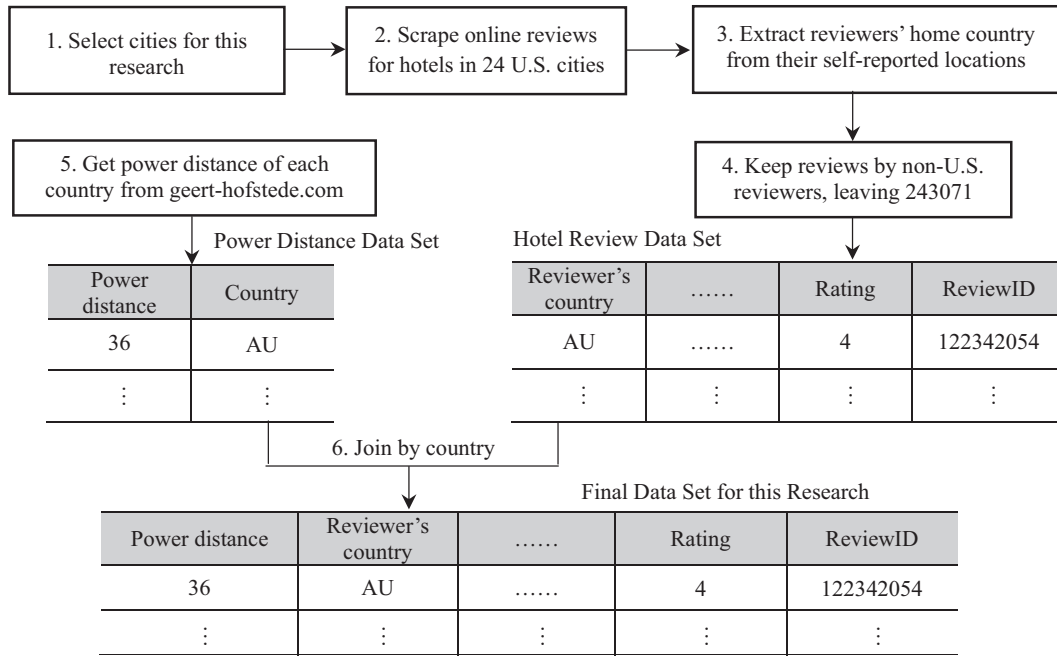 1. Select cities for this
research
2. Scrape online reviews
for hotels in 24 U.S. cities
3. Extract reviewers’ home country
from their self-reported locations
5. Get power distance of each
country from geert-hofstede.com
4. Keep reviews by non-U.S.
reviewers, leaving 243071
Power Distance Data Set
Power
distance
Country
36
AU
⋮
⋮
Hotel Review Data Set
Reviewer’s
country
……
Rating
ReviewID
AU
……
4
122342054
⋮
⋮
⋮
⋮
6. Join by country
Final Data Set for this Research
Power distance
Reviewer’s
country
……
Rating
ReviewID
36
AU
……
4
122342054
⋮
⋮
⋮
⋮
⋮